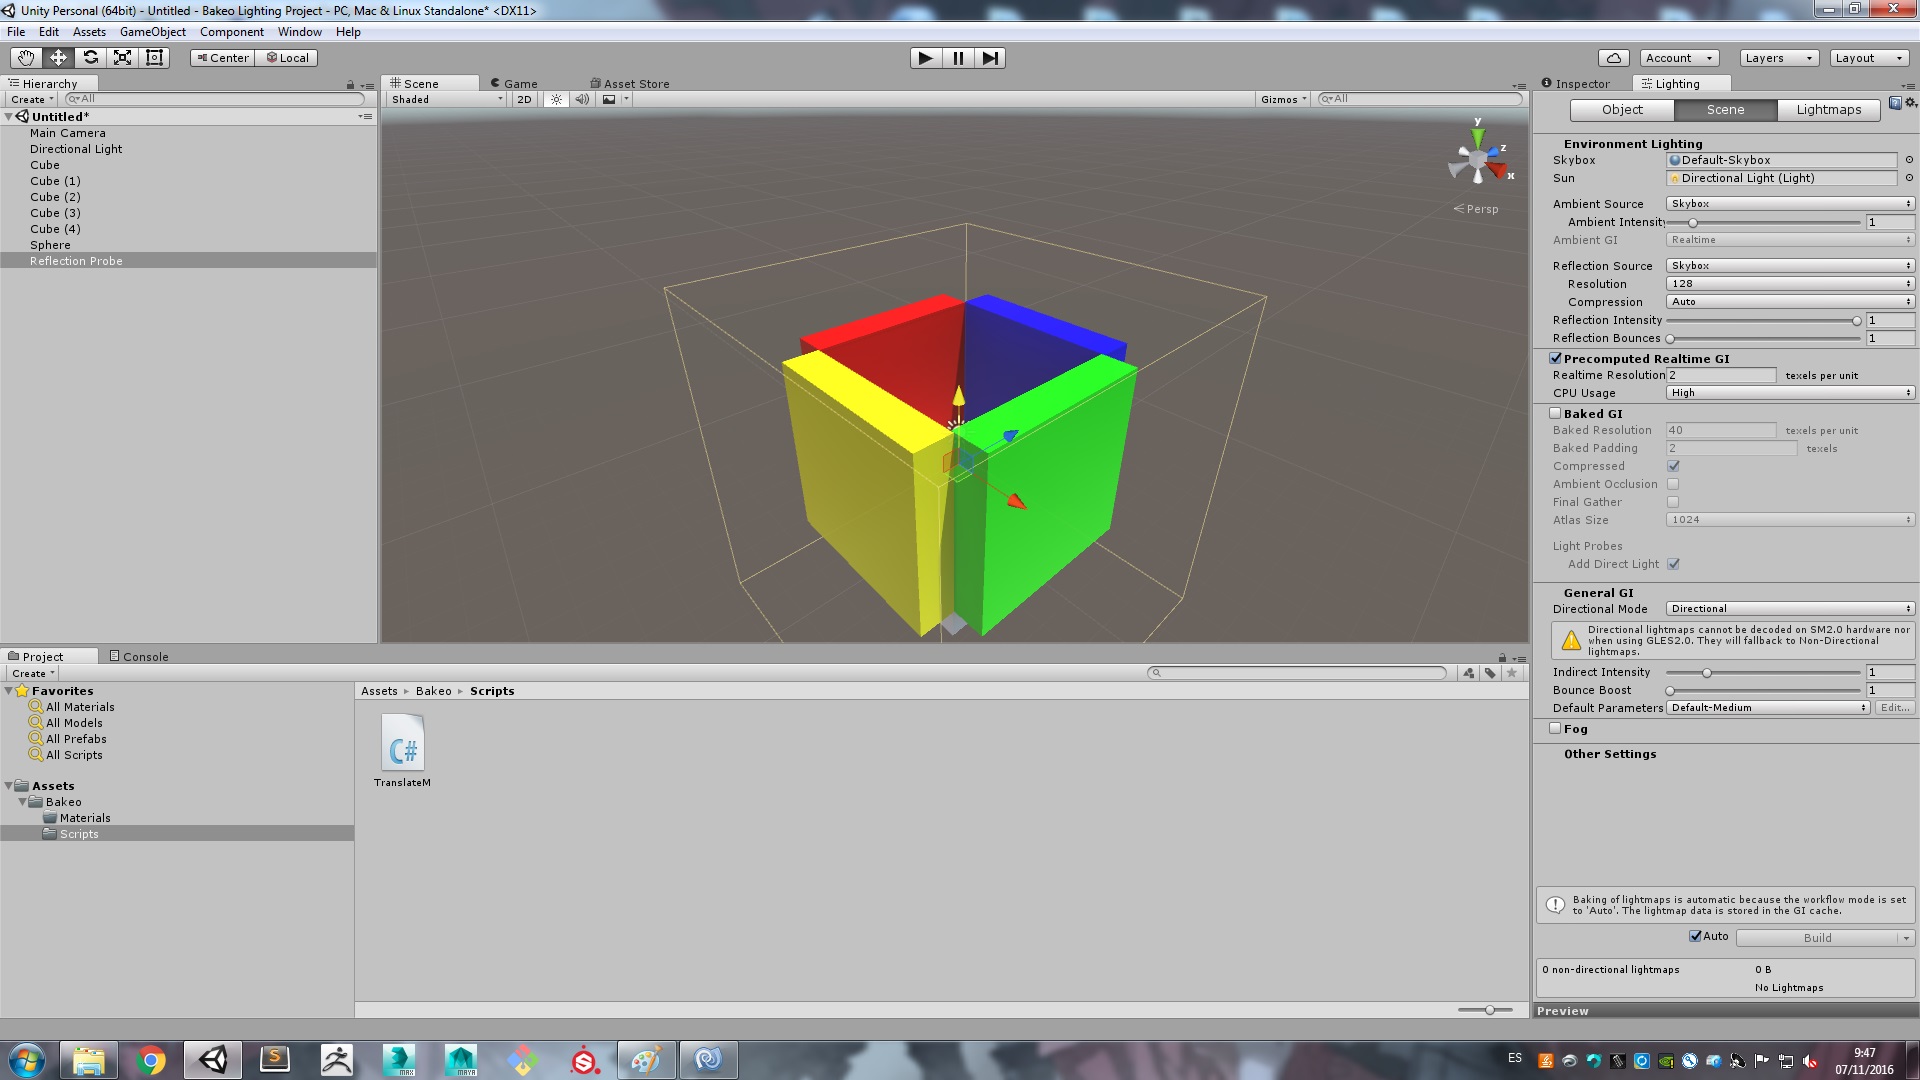 Unity Personal (64bit) - Untitled - Bakeo Lighting Project - PC, Mac & Linux Standalone* <DX11>
File Edit Assets GameObject Component Window Help
Center Local
Account Layers Layout
Hierarchy
Create All
Untitled*
Main Camera
Directional Light
Cube
Cube (1)
Cube (2)
Cube (3)
Cube (4)
Sphere
Reflection Probe
Scene Game Asset Store
Shaded 2D Gizmos All
y
z
x
Persp
Inspector Lighting
Object Scene Lightmaps
Environment Lighting
Skybox Default-Skybox
Sun Directional Light (Light)
Ambient Source Skybox
Ambient Intensity 1
Ambient GI Realtime
Reflection Source Skybox
Resolution 128
Compression Auto
Reflection Intensity 1
Reflection Bounces 1
Precomputed Realtime GI
Realtime Resolution 2 texels per unit
CPU Usage High
Baked GI
Baked Resolution 40 texels per unit
Baked Padding 2 texels
Compressed
Ambient Occlusion
Final Gather
Atlas Size 1024
Light Probes
Add Direct Light
General GI
Directional Mode Directional
Directional lightmaps cannot be decoded on SM2.0 hardware nor
when using GLES2.0. They will fallback to Non-Directional
lightmaps.
Indirect Intensity 1
Bounce Boost 1
Default Parameters Default-Medium Edit...
Fog
Other Settings
Baking of lightmaps is automatic because the workflow mode is set
to 'Auto'. The lightmap data is stored in the GI cache.
Auto Build
0 non-directional lightmaps 0 B
No Lightmaps
Preview
Project Console
Create
Favorites
All Materials
All Models
All Prefabs
All Scripts
Assets
Bakeo
Materials
Scripts
Assets Bakeo Scripts
C#
TranslateM
S
MAX
MAYA
ES
9:47
07/11/2016